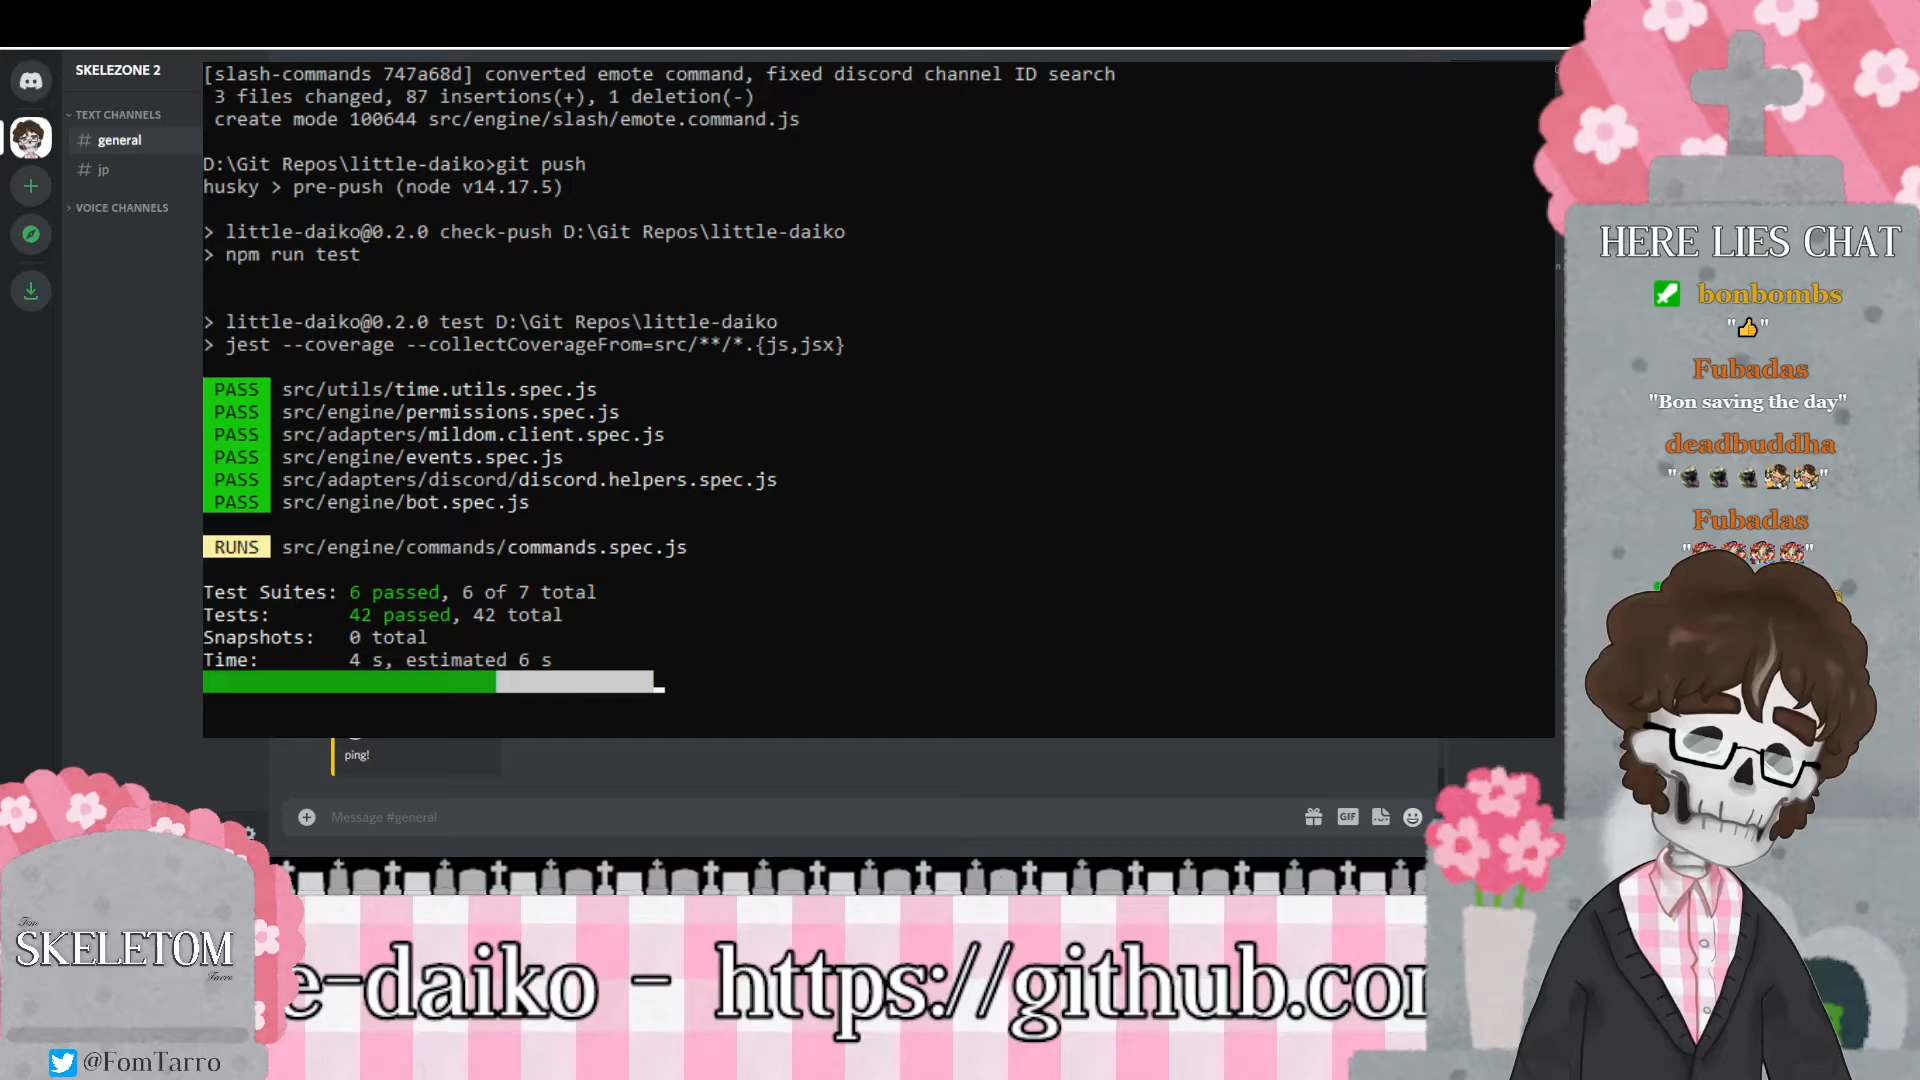 SKELEZONE 2
TEXT CHANNELS
# general
# jp
VOICE CHANNELS
[slash-commands 747a68d] converted emote command, fixed discord channel ID search
3 files changed, 87 insertions(+), 1 deletion(-)
create mode 100644 src/engine/slash/emote.command.js
D:\Git Repos\little-daiko>git push
husky > pre-push (node v14.17.5)
> little-daiko@0.2.0 check-push D:\Git Repos\little-daiko
> npm run test
> little-daiko@0.2.0 test D:\Git Repos\little-daiko
> jest --coverage --collectCoverageFrom=src/**/*.{js,jsx}
PASS src/utils/time.utils.spec.js
PASS src/engine/permissions.spec.js
PASS src/adapters/mildom.client.spec.js
PASS src/engine/events.spec.js
PASS src/adapters/discord/discord.helpers.spec.js
PASS src/engine/bot.spec.js
RUNS src/engine/commands/commands.spec.js
Test Suites: 6 passed, 6 of 7 total
Tests: 42 passed, 42 total
Snapshots: 0 total
Time: 4 s, estimated 6 s
ping!
Message #general
GIF
HERE LIES CHAT
bonbombs
"👍"
Fubadas
"Bon saving the day"
deadbuddha
Fubadas
Tom
SKELETOM
Tarro
@FomTarro
e-daiko - https://github.co